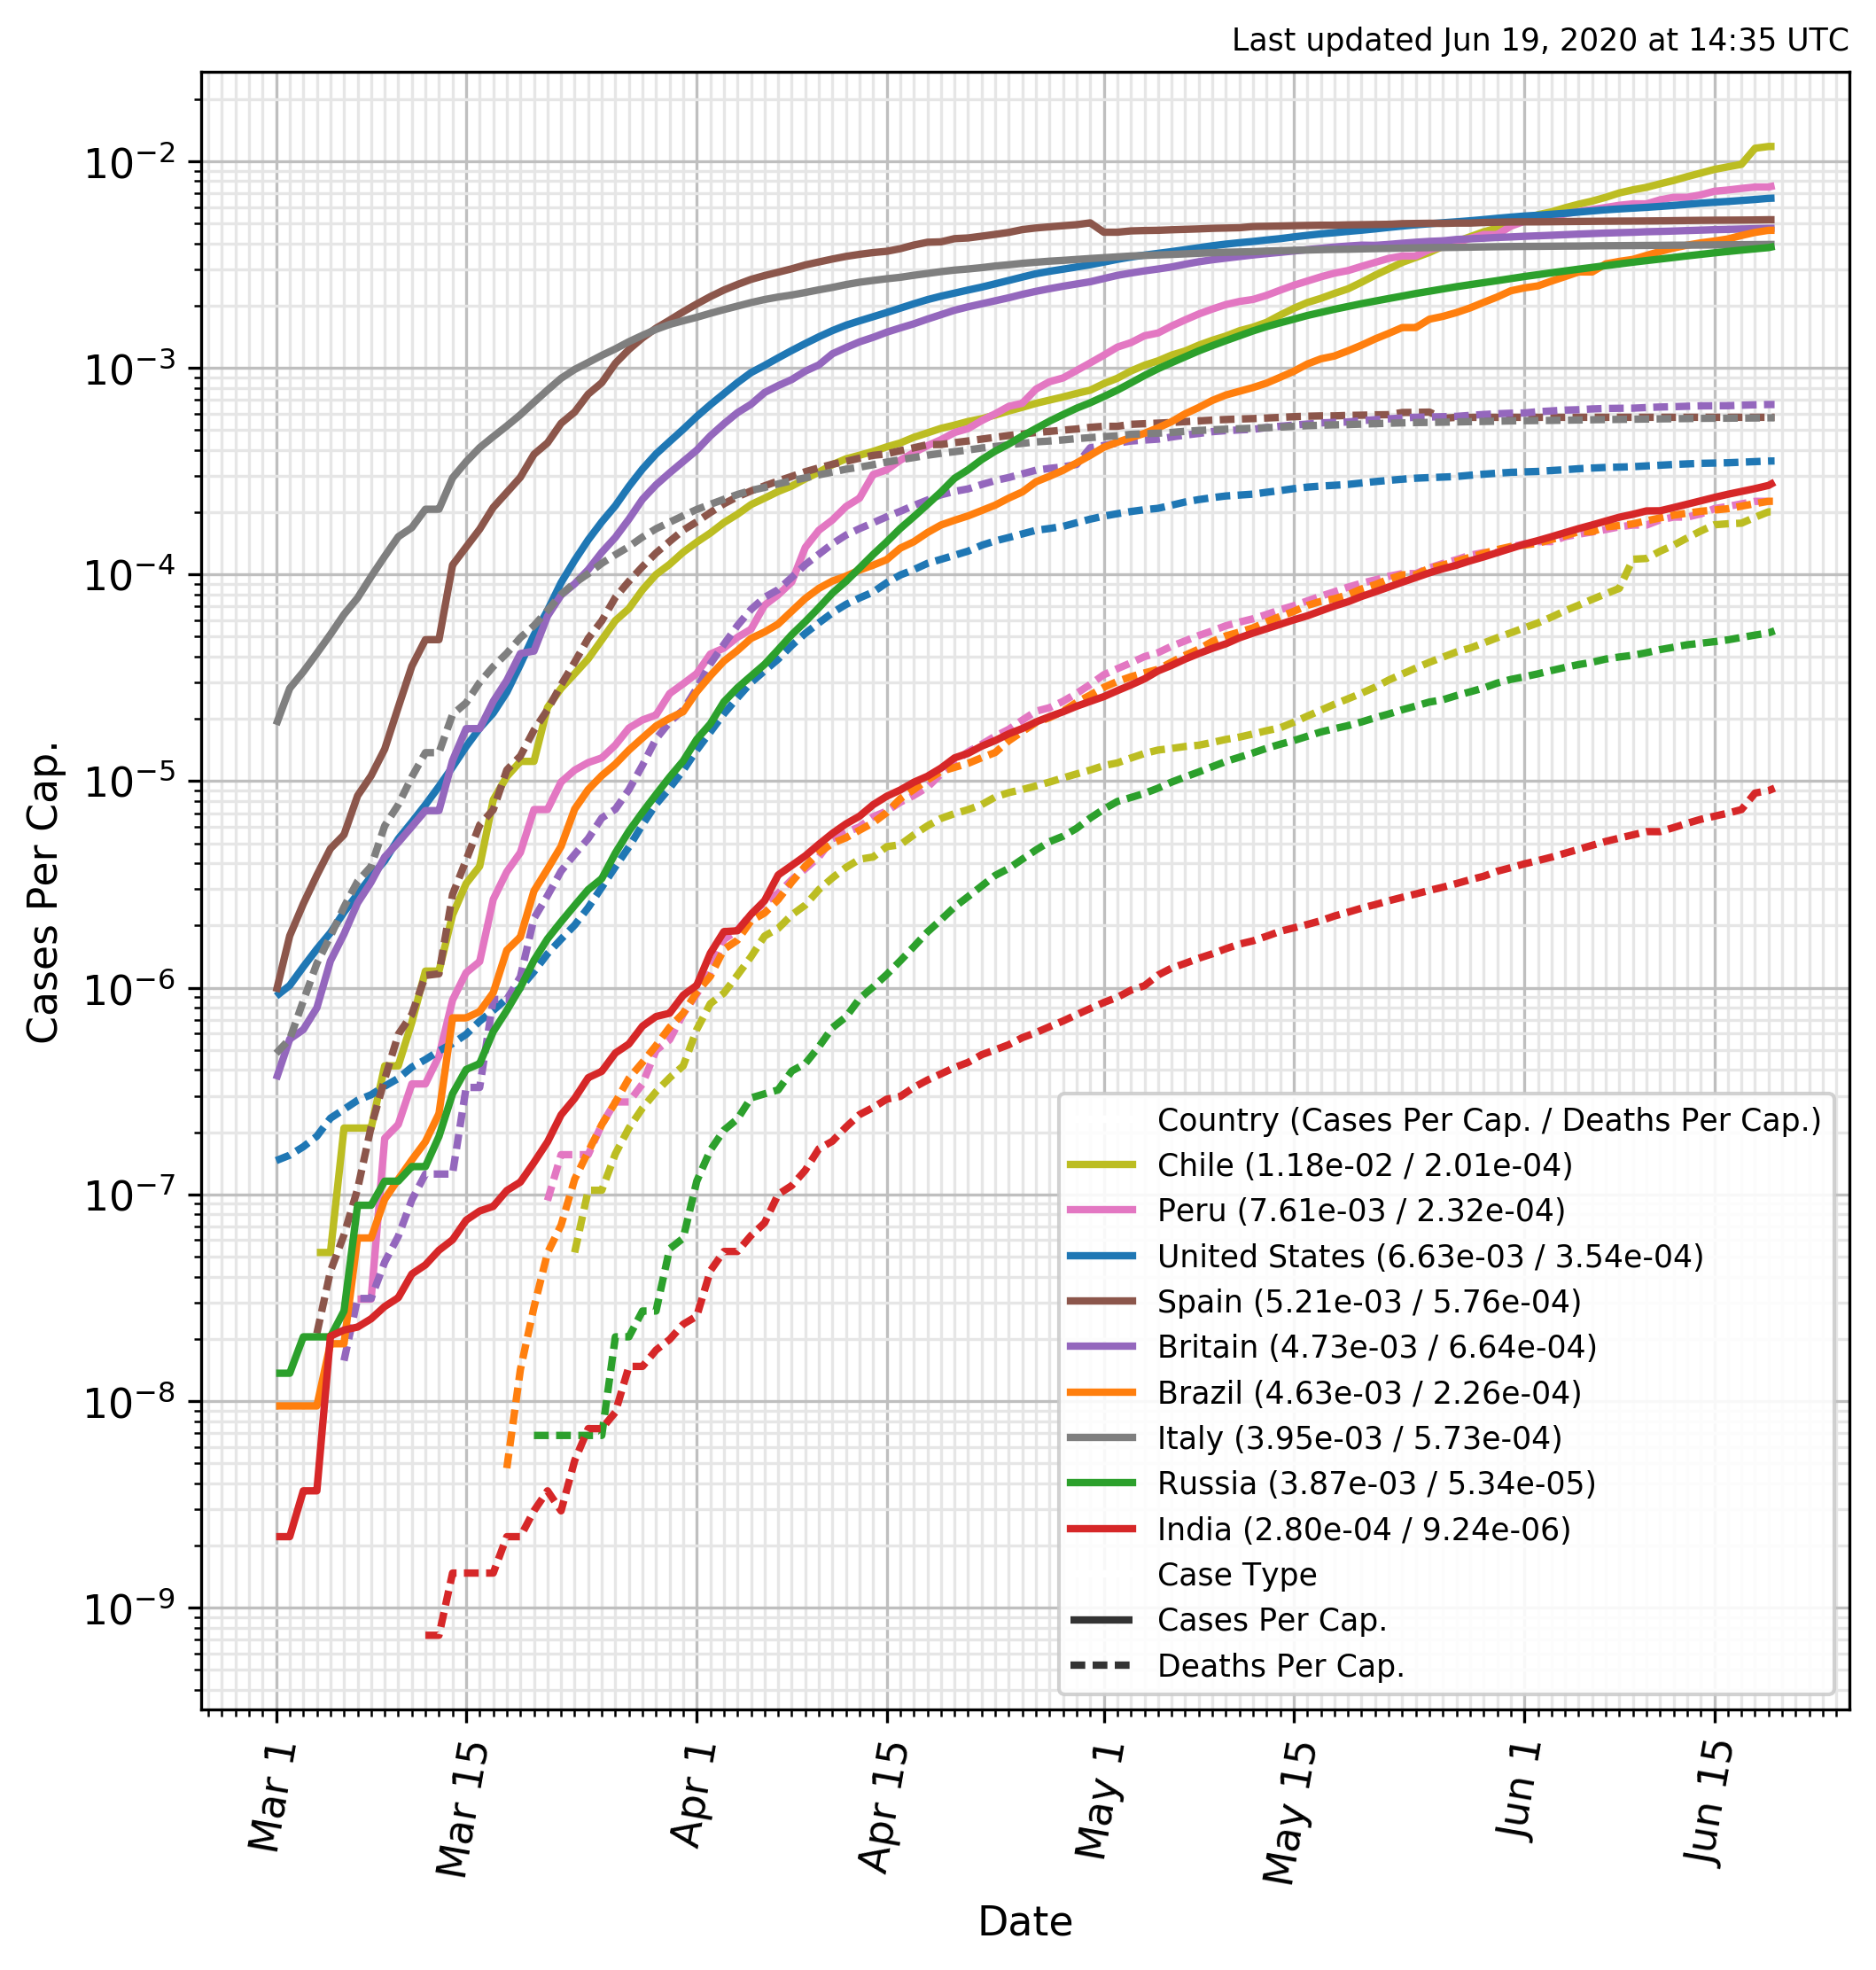 Last updated Jun 19, 2020 at 14:35 UTC
10⁻²
10⁻³
10⁻⁴
10⁻⁵
10⁻⁶
10⁻⁷
10⁻⁸
10⁻⁹
Cases Per Cap.
Country (Cases Per Cap. / Deaths Per Cap.)
Chile (1.18e-02 / 2.01e-04)
Peru (7.61e-03 / 2.32e-04)
United States (6.63e-03 / 3.54e-04)
Spain (5.21e-03 / 5.76e-04)
Britain (4.73e-03 / 6.64e-04)
Brazil (4.63e-03 / 2.26e-04)
Italy (3.95e-03 / 5.73e-04)
Russia (3.87e-03 / 5.34e-05)
India (2.80e-04 / 9.24e-06)
Case Type
Cases Per Cap.
Deaths Per Cap.
Mar 1
Mar 15
Apr 1
Apr 15
May 1
May 15
Jun 1
Jun 15
Date